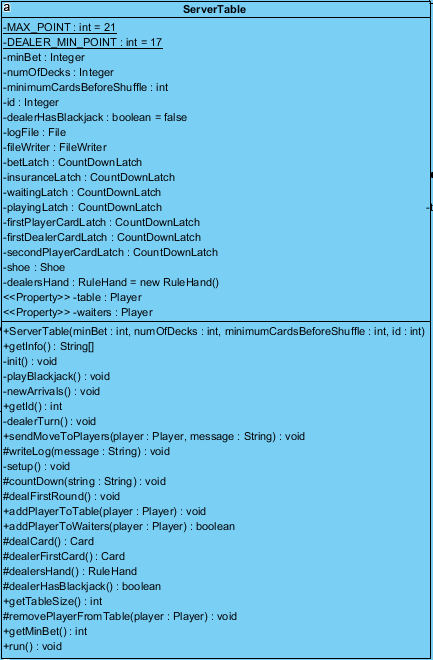 a
ServerTable
-MAX_POINT : int = 21
-DEALER_MIN_POINT : int = 17
-minBet : Integer
-numOfDecks : Integer
-minimumCardsBeforeShuffle : int
-id : Integer
-dealerHasBlackjack : boolean = false
-logFile : File
-fileWriter : FileWriter
-betLatch : CountDownLatch
-insuranceLatch : CountDownLatch
-waitingLatch : CountDownLatch
-playingLatch : CountDownLatch
-t
-firstPlayerCardLatch : CountDownLatch
-firstDealerCardLatch : CountDownLatch
-secondPlayerCardLatch : CountDownLatch
-shoe : Shoe
-dealersHand : RuleHand = new RuleHand()
<<Property>> -table : Player
<<Property>> -waiters : Player
+ServerTable(minBet : int, numOfDecks : int, minimumCardsBeforeShuffle : int, id : int)
+getInfo() : String[]
-init() : void
-playBlackjack() : void
-newArrivals() : void
+getId() : int
-dealerTurn() : void
+sendMoveToPlayers(player : Player, message : String) : void
#writeLog(message : String) : void
-setup() : void
#countDown(string : String) : void
#dealFirstRound() : void
+addPlayerToTable(player : Player) : void
+addPlayerToWaiters(player : Player) : boolean
#dealCard() : Card
#dealerFirstCard() : Card
#dealersHand() : RuleHand
#dealerHasBlackjack() : boolean
+getTableSize() : int
#removePlayerFromTable(player : Player) : void
+getMinBet() : int
+run() : void